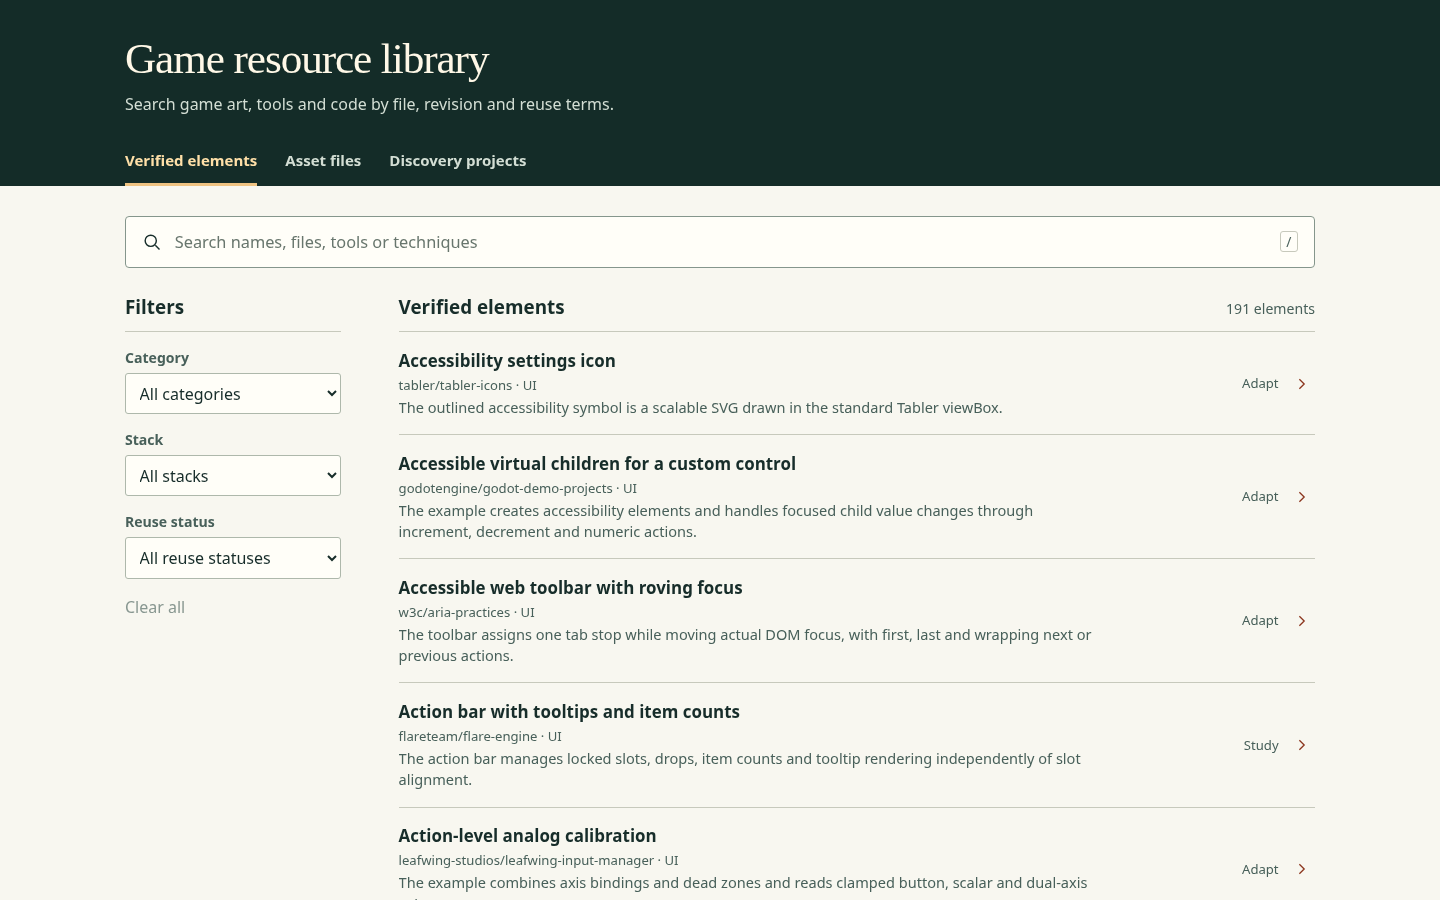 Game resource library
Search game art, tools and code by file, revision and reuse terms.
Verified elements
Asset files
Discovery projects
Search names, files, tools or techniques
/
Filters
Category
All categories
Stack
All stacks
Reuse status
All reuse statuses
Clear all
Verified elements
191 elements
Accessibility settings icon
tabler/tabler-icons · UI
The outlined accessibility symbol is a scalable SVG drawn in the standard Tabler viewBox.
Adapt
Accessible virtual children for a custom control
godotengine/godot-demo-projects · UI
The example creates accessibility elements and handles focused child value changes through
increment, decrement and numeric actions.
Adapt
Accessible web toolbar with roving focus
w3c/aria-practices · UI
The toolbar assigns one tab stop while moving actual DOM focus, with first, last and wrapping next or
previous actions.
Adapt
Action bar with tooltips and item counts
flareteam/flare-engine · UI
The action bar manages locked slots, drops, item counts and tooltip rendering independently of slot
alignment.
Study
Action-level analog calibration
leafwing-studios/leafwing-input-manager · UI
The example combines axis bindings and dead zones and reads clamped button, scalar and dual-axis
Adapt